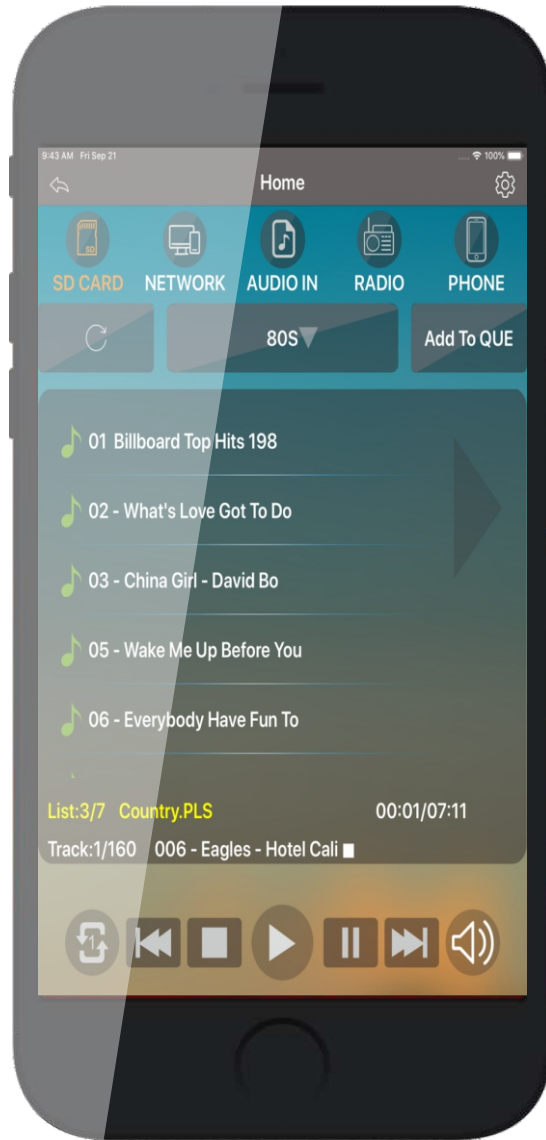 9:43 AM Fri Sep 21 100%
Home
SD
SD CARD NETWORK AUDIO IN RADIO PHONE
80S Add To QUE
01 Billboard Top Hits 198
02 - What's Love Got To Do
03 - China Girl - David Bo
05 - Wake Me Up Before You
06 - Everybody Have Fun To
List:3/7 Country.PLS 00:01/07:11
Track:1/160 006 - Eagles - Hotel Cali
1